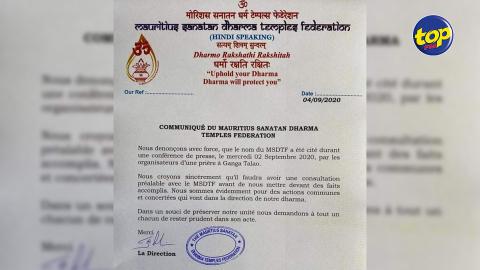 ॐ
मोरिशस सनातन धर्म टेम्पल्स फेडेरेशन
mauritius sanatan dharma temples federation
(HINDI SPEAKING)
सत्यम् शिवम् सुन्दरम्
Dharmo Rakshathi Rakshitah
धर्मो रक्षति रक्षितः
"Uphold your Dharma
Dharma will protect you"
Our Ref :
Date :
04/09/2020
COMMUNIQUÉ DU MAURITIUS SANATAN DHARMA
TEMPLES FEDERATION
Nous denonçons avec force, que le nom du MSDTF a été cité durant
une conférence de presse, le mercredi 02 Septembre 2020, par les
organisateurs d'une prière à Ganga Talao.
Nous croyons sincèrement qu'il faudra avoir une consultation
préalable avec le MSDTF avant de nous mettre devant des faits
accomplis. Nous sommes évidemment pour des actions communes
et concertées qui vont dans la direction de notre dharma.
Dans un souci de préserver notre unité nous demandons à tout un
chacun de rester prudent dans son acte.
Merci
La Direction
THE MAURITIUS SANATAN
DHARMA TEMPLES FEDERATION
top
FM